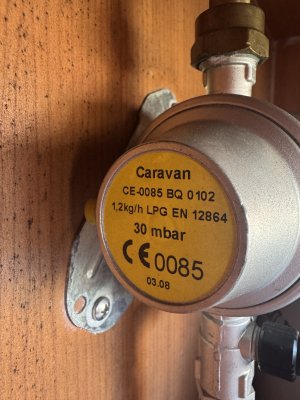 Caravan
CE-0085 BQ 0102
1,2kg/h LPG EN 12864
30 mbar
CE 0085
03.08